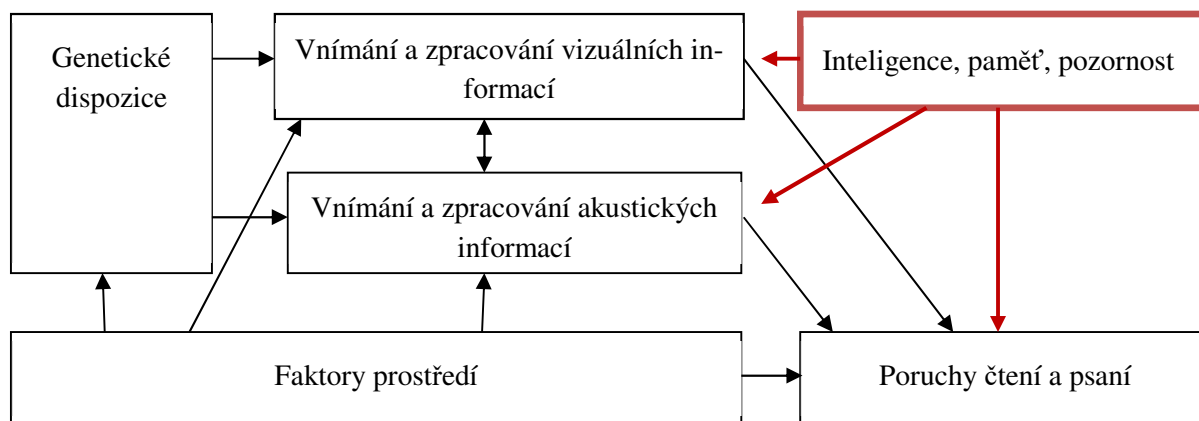 Genetické
dispozice
Vnímání a zpracování vizuálních in-
formací
Inteligence, paměť, pozornost
Vnímání a zpracování akustických
informací
Faktory prostředí
Poruchy čtení a psaní